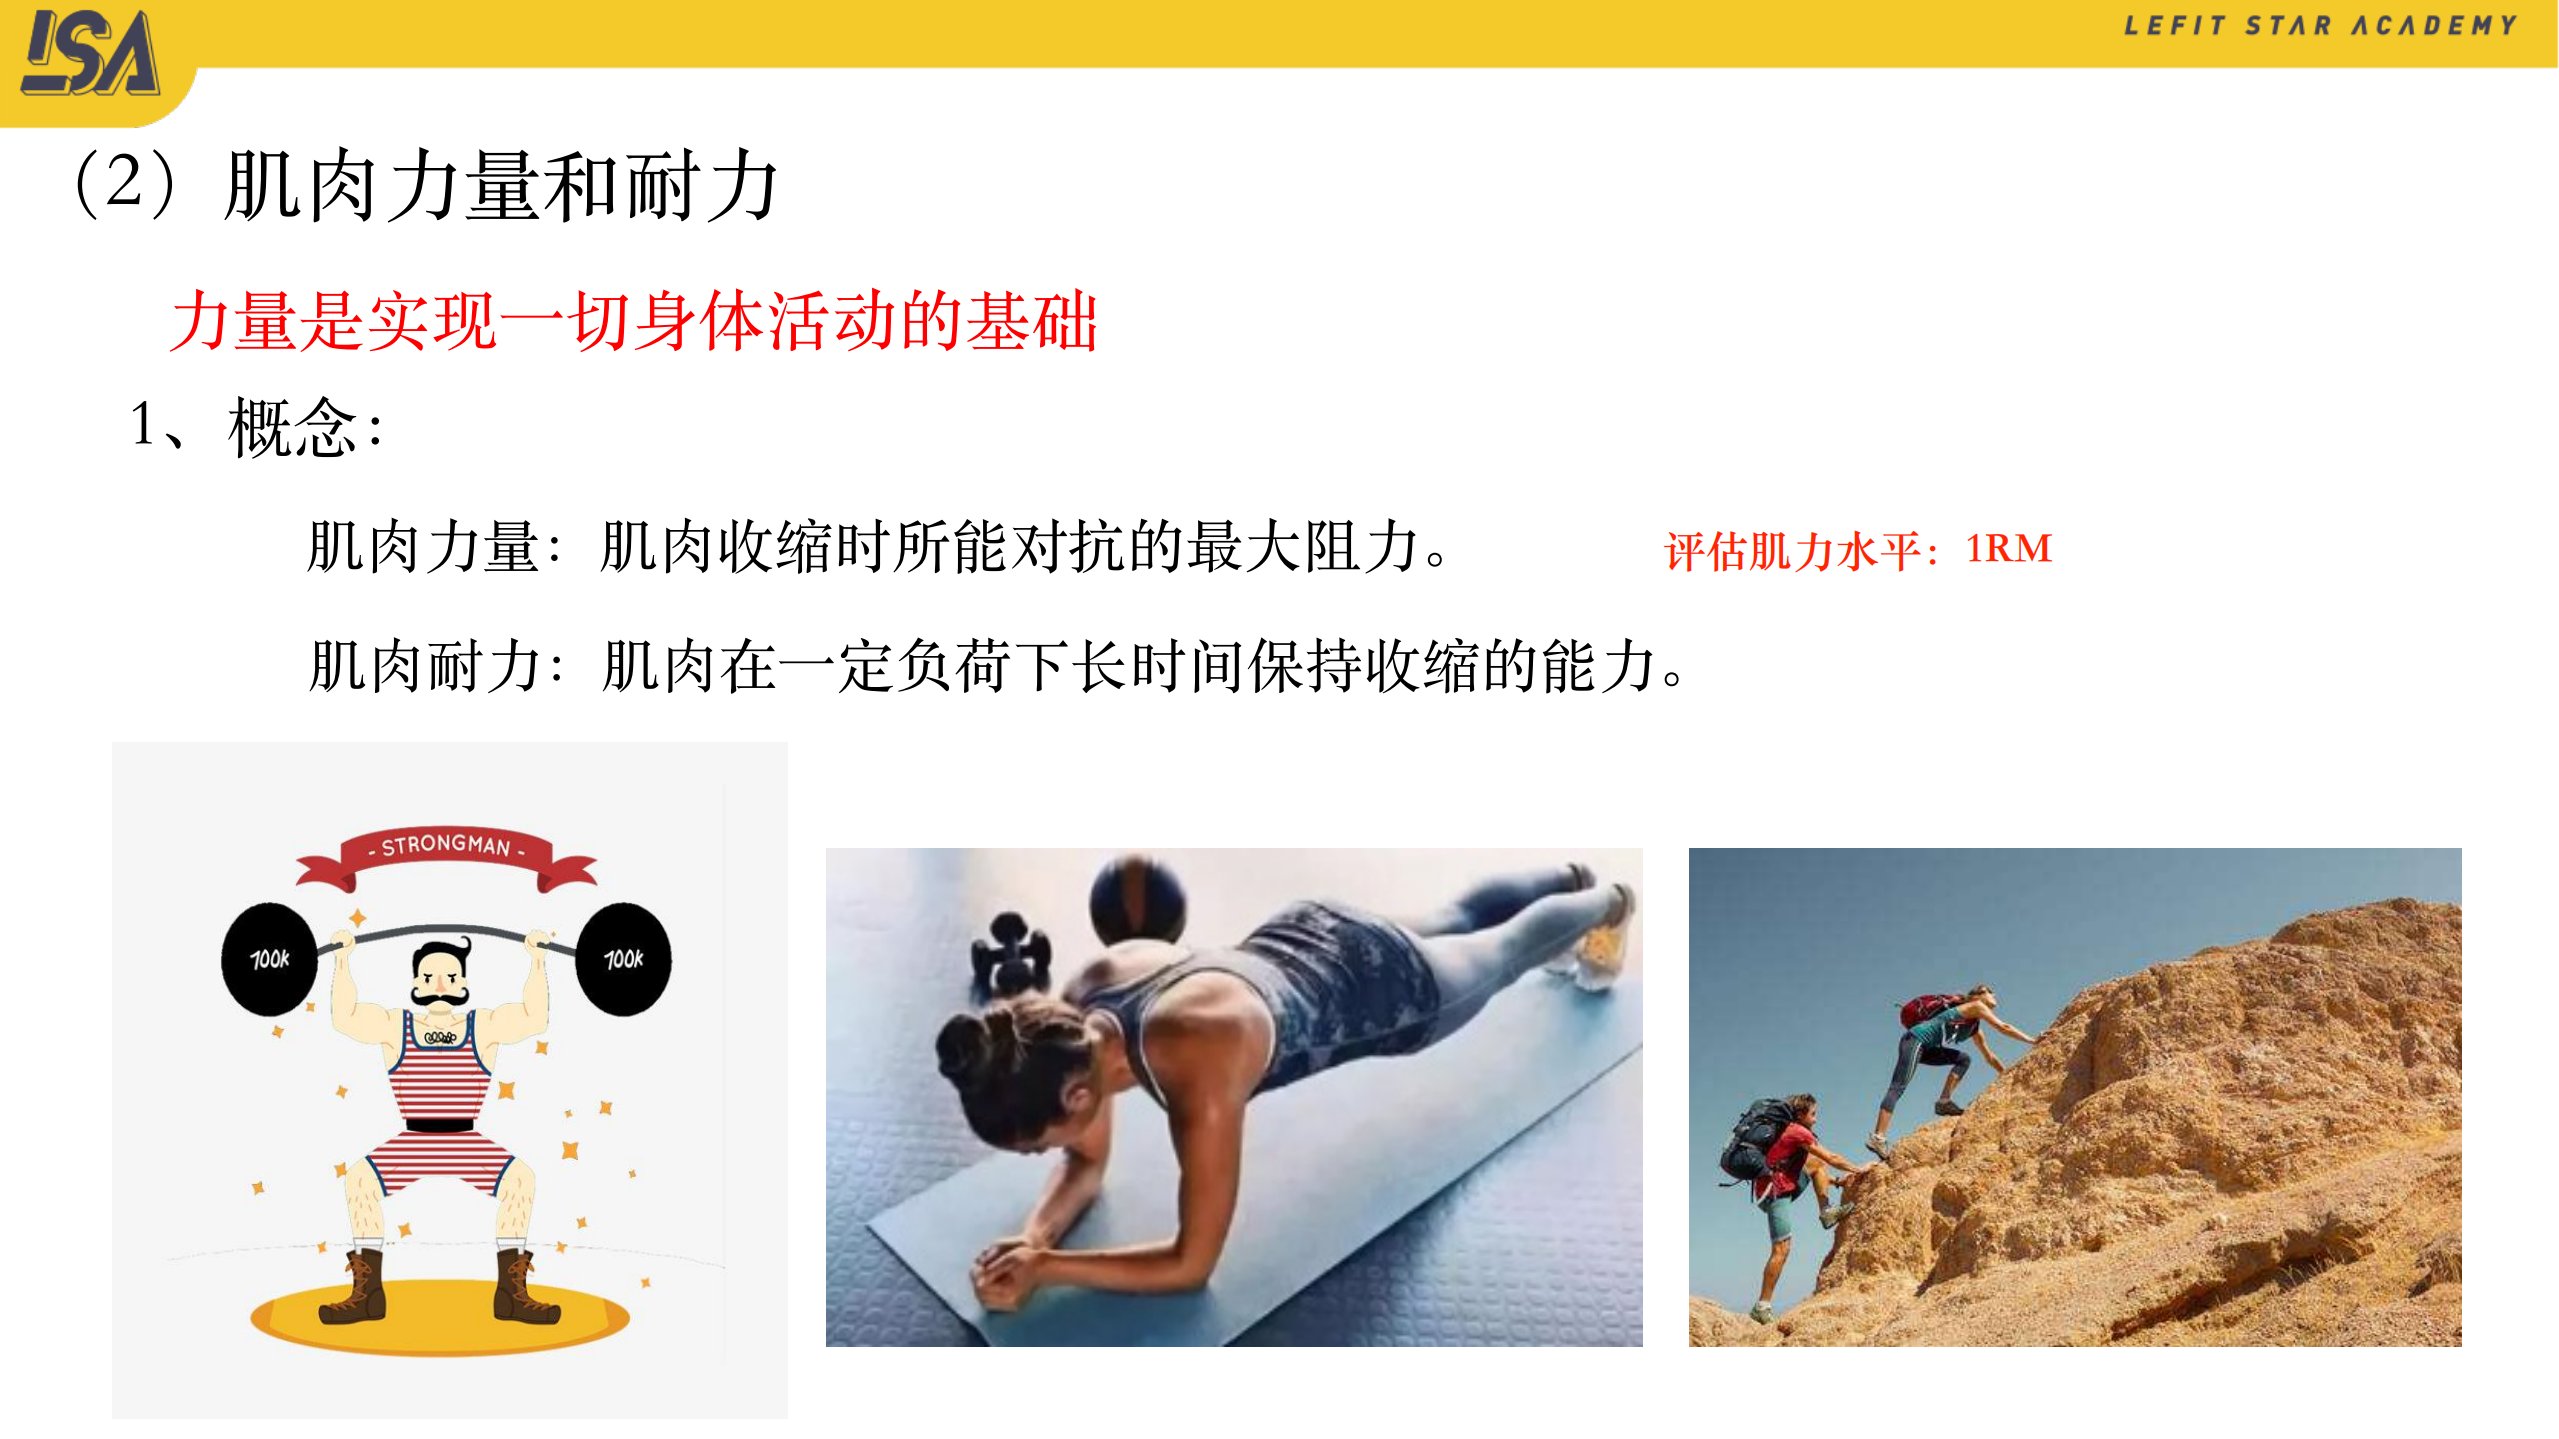 LSA
LEFIT STAR ACADEMY
（2）肌肉力量和耐力
力量是实现一切身体活动的基础
1、概念：
肌肉力量：肌肉收缩时所能对抗的最大阻力。
评估肌力水平：1RM
肌肉耐力：肌肉在一定负荷下长时间保持收缩的能力。
- STRONGMAN -
100k
100k